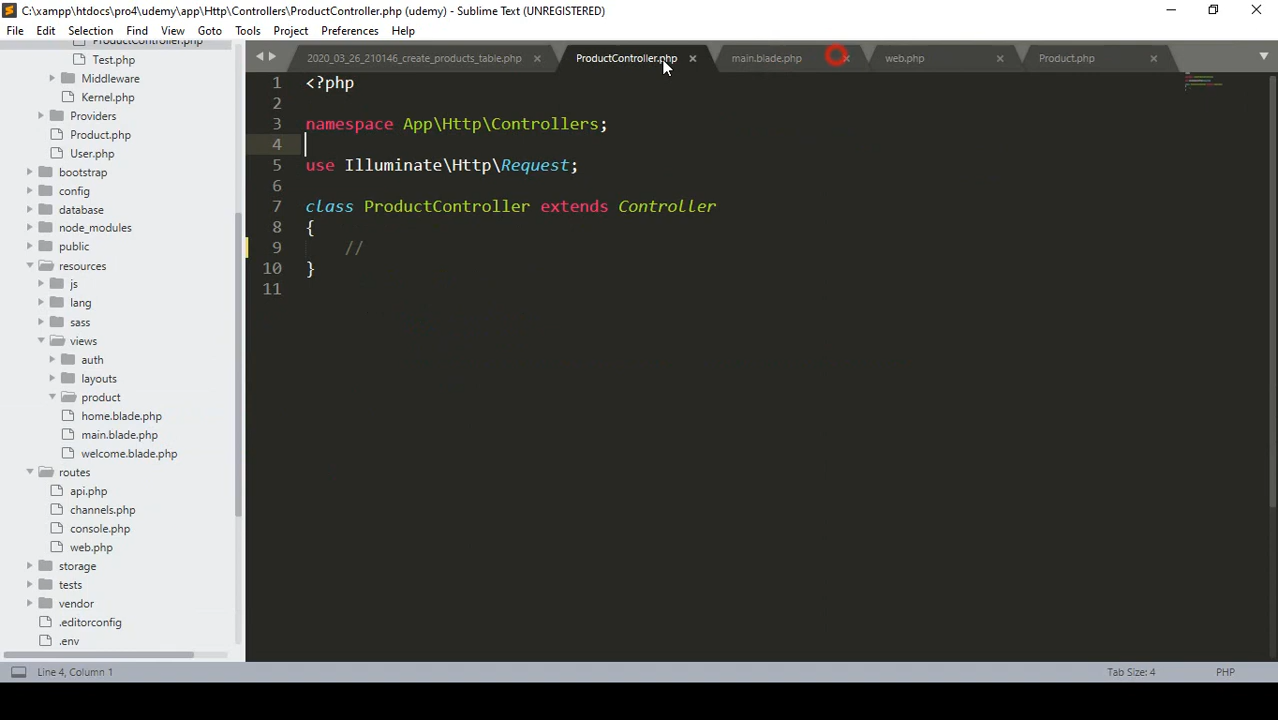 C:\xampp\htdocs\pro4\udemy\app\Http\Controllers\ProductController.php (udemy) - Sublime Text (UNREGISTERED)
File Edit Selection Find View Goto Tools Project Preferences Help
ProductController.php
Test.php
Middleware
Kernel.php
Providers
Product.php
User.php
bootstrap
config
database
node_modules
public
resources
js
lang
sass
views
auth
layouts
product
home.blade.php
main.blade.php
welcome.blade.php
routes
api.php
channels.php
console.php
web.php
storage
tests
vendor
.editorconfig
.env
2020_03_26_210146_create_products_table.php ProductController.php main.blade.php web.php Product.php
1 <?php
2
3 namespace App\Http\Controllers;
4
5 use Illuminate\Http\Request;
6
7 class ProductController extends Controller
8 {
9 //
10 }
11
Line 4, Column 1 Tab Size: 4 PHP